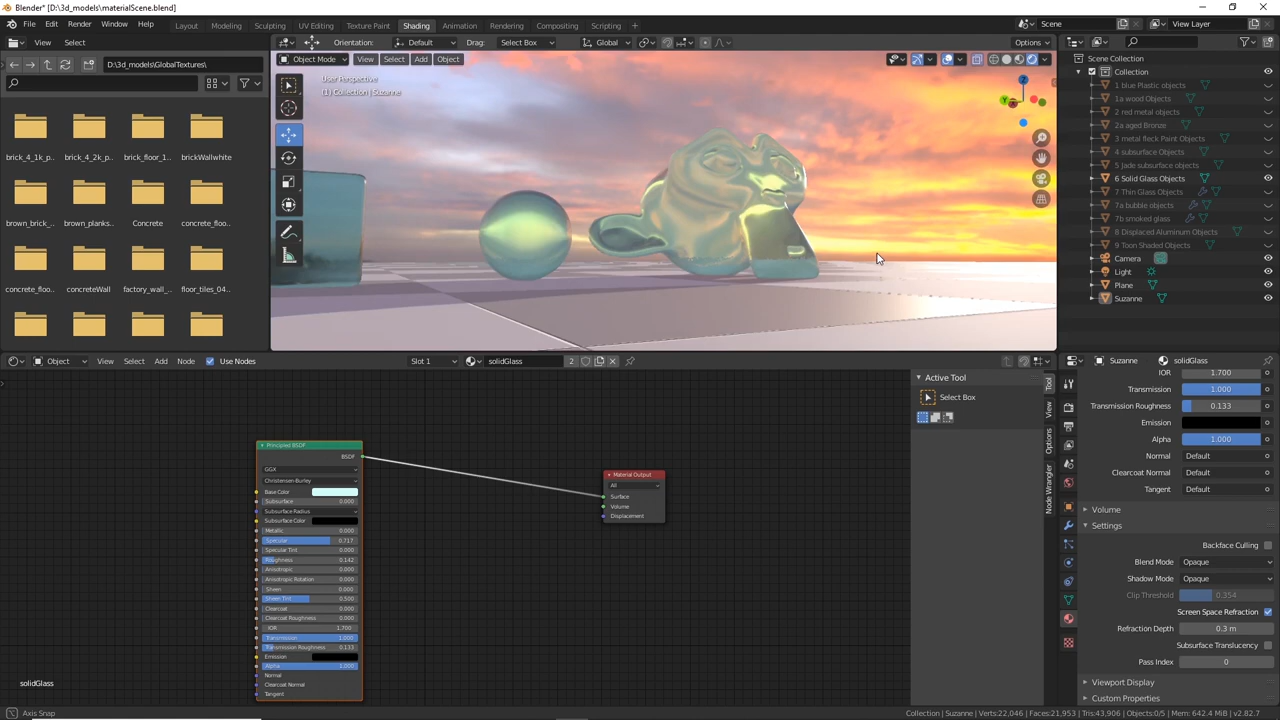 Blender* [D:\3d_models\materialScene.blend]
File Edit Render Window Help Layout Modeling Sculpting UV Editing Texture Paint Shading Animation Rendering Compositing Scripting Scene View Layer
View Select Orientation: Default Drag: Select Box Global Options
D:\3d_models\GlobalTextures\
Object Mode View Select Add Object
User Perspective
(1) Collection | Suzanne
brick_4_1k_p... brick_4_2k_p... brick_floor_1... brickWallwhite
brown_brick_... brown_planks... Concrete concrete_floo...
concrete_floo... concreteWall factory_wall_... floor_tiles_04...
Scene Collection
Collection
1 blue Plastic objects
1a wood Objects
2 red metal objects
2a aged Bronze
3 metal fleck Paint Objects
4 subsurface Objects
5 Jade subsurface objects
6 Solid Glass Objects
7 Thin Glass Objects
7a bubble objects
7b smoked glass
8 Displaced Aluminum Objects
9 Toon Shaded Objects
Camera
Light
Plane
Suzanne
Object View Select Add Node Use Nodes Slot 1 solidGlass 2
Active Tool
Select Box
Tool
View
Options
Node Wrangler
Principled BSDF
BSDF
GGX
Christensen-Burley
Base Color
Subsurface 0.000
Subsurface Radius
Subsurface Color
Metallic 0.000
Specular 0.717
Specular Tint 0.000
Roughness 0.142
Anisotropic 0.000
Anisotropic Rotation 0.000
Sheen 0.000
Sheen Tint 0.500
Clearcoat 0.000
Clearcoat Roughness 0.000
IOR 1.700
Transmission 1.000
Transmission Roughness 0.133
Emission
Alpha 1.000
Normal
Clearcoat Normal
Tangent
Material Output
All
Surface
Volume
Displacement
solidGlass
Suzanne solidGlass
IOR 1.700
Transmission 1.000
Transmission Roughness 0.133
Emission
Alpha 1.000
Normal Default
Clearcoat Normal Default
Tangent Default
Volume
Settings
Backface Culling
Blend Mode Opaque
Shadow Mode Opaque
Clip Threshold 0.354
Screen Space Refraction
Refraction Depth 0.3 m
Subsurface Translucency
Pass Index 0
Viewport Display
Custom Properties
Axis Snap
Collection | Suzanne | Verts:22,046 | Faces:21,953 | Tris:43,906 | Objects:0/5 | Mem: 642.4 MiB | v2.82.7